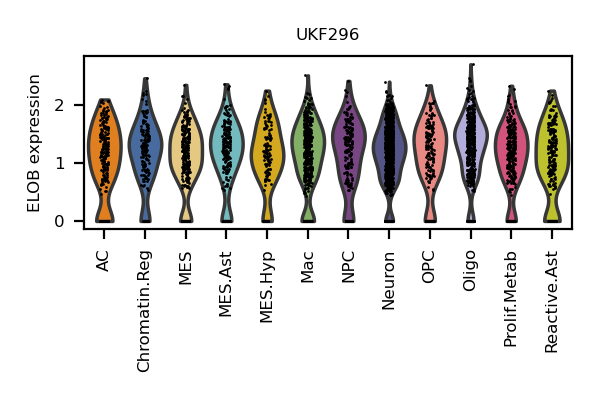 UKF296
ELOB expression
2
1
0
AC
Chromatin.Reg
MES
MES.Ast
MES.Hyp
Mac
NPC
Neuron
OPC
Oligo
Prolif.Metab
Reactive.Ast